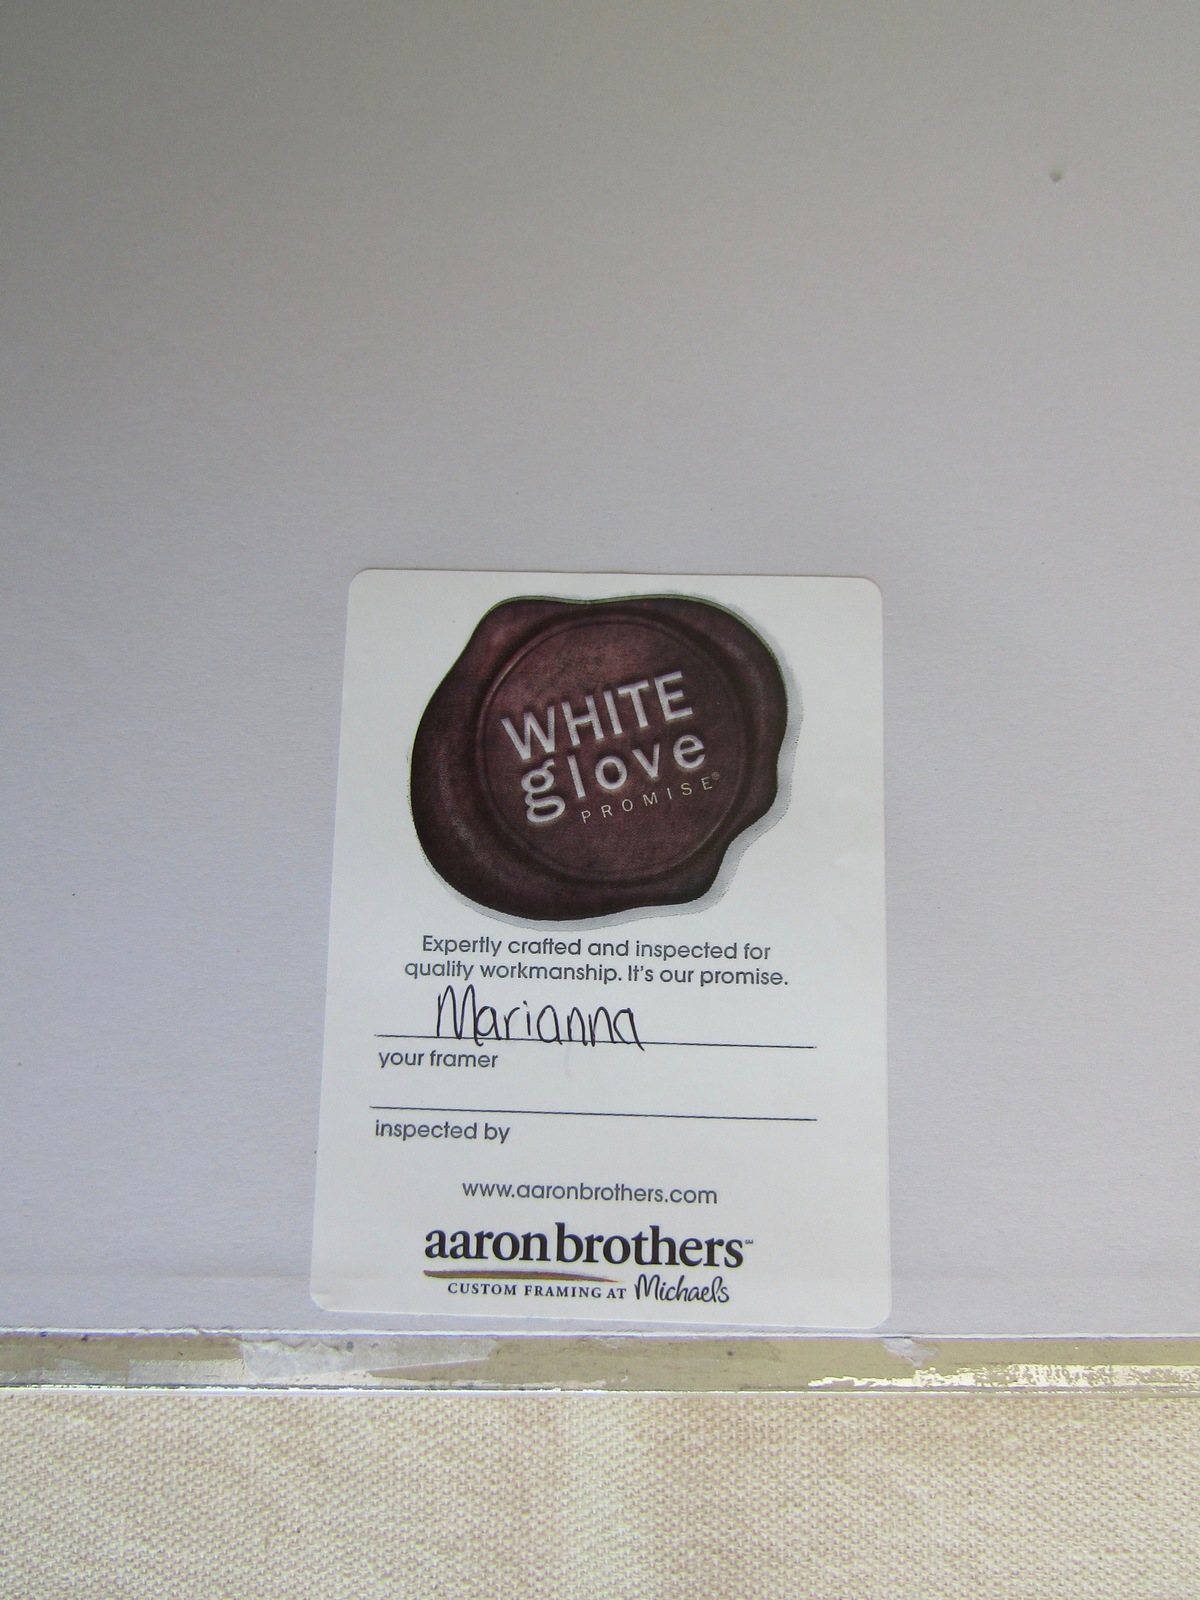 WHITE
glove
PROMISE®
Expertly crafted and inspected for
quality workmanship. It's our promise.
Marianna
your framer
inspected by
www.aaronbrothers.com
aaronbrothers℠
CUSTOM FRAMING AT Michaels